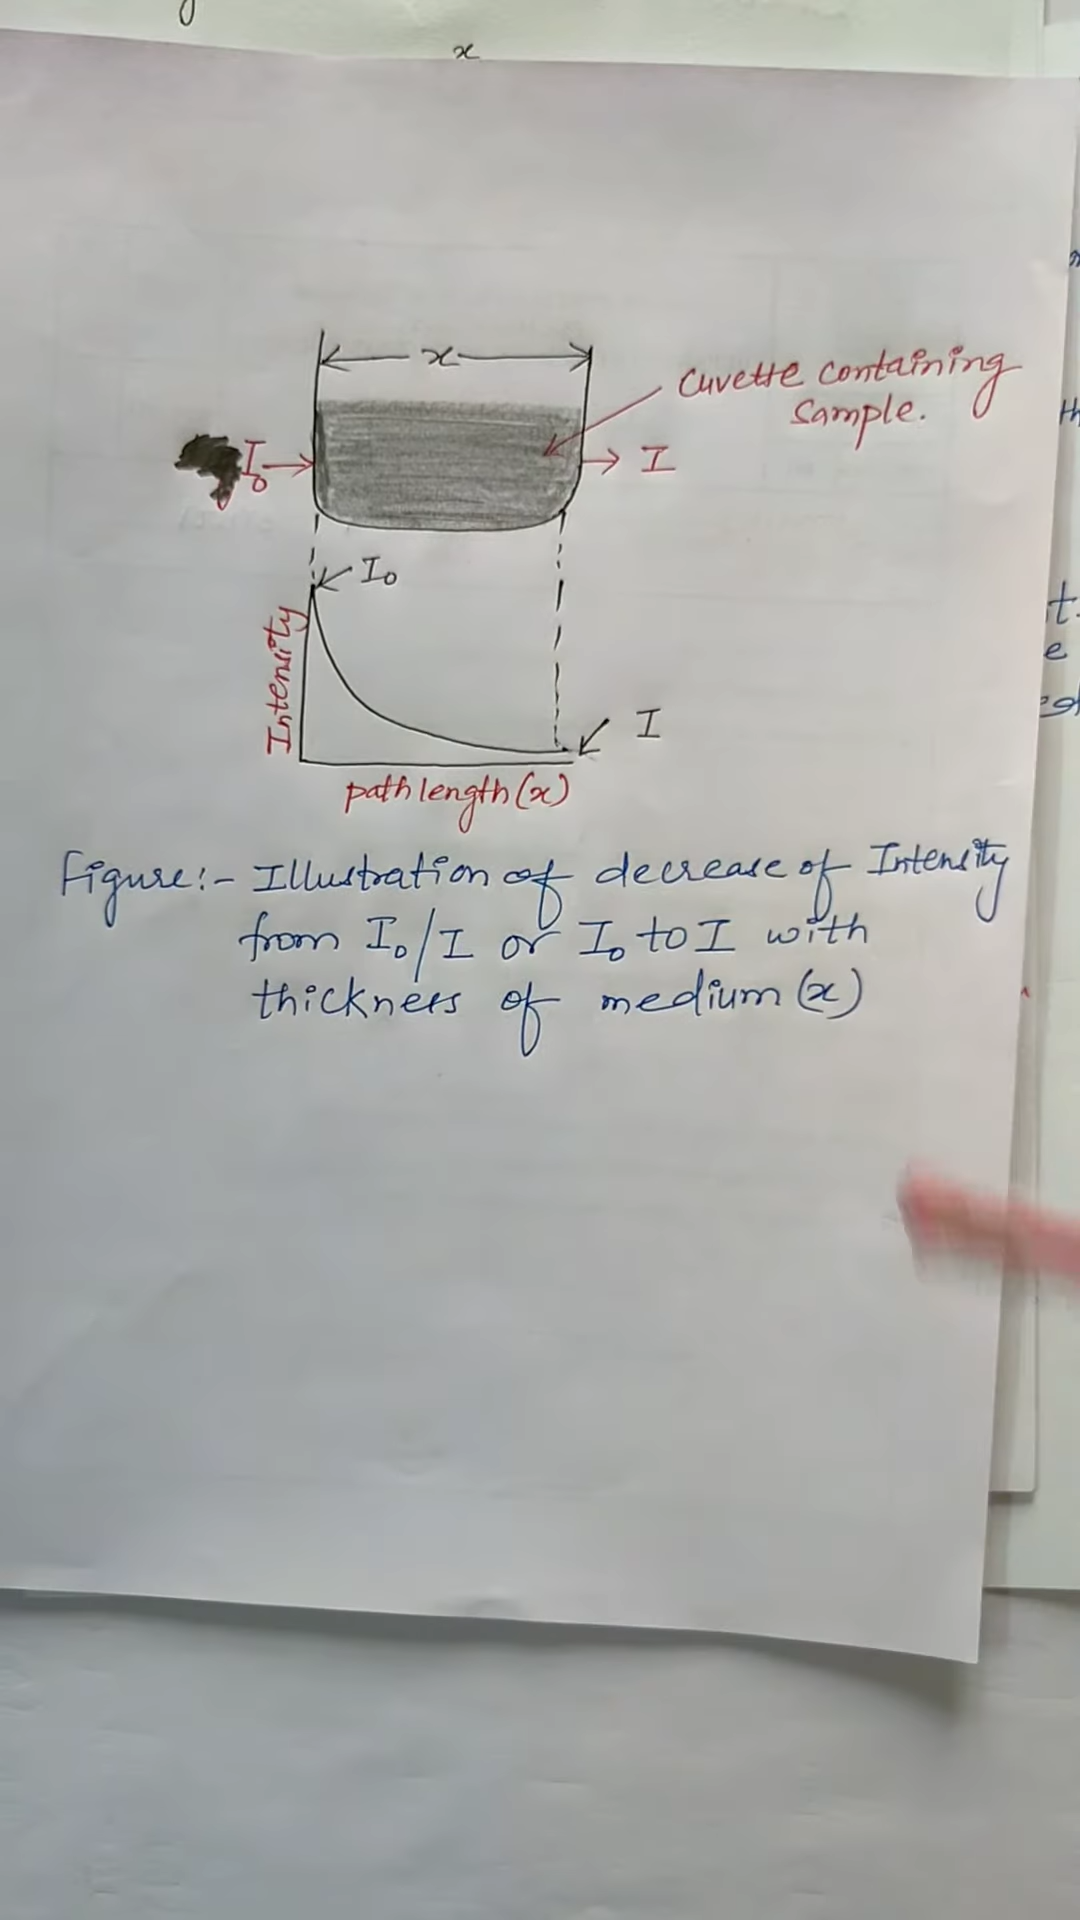 x
x
Cuvette containing
Sample.
I₀
I
I₀
Intensity
I
path length (x)
Figure:- Illustration of decrease of Intensity
from I₀/I or I₀ to I with
thickness of medium (x)
t.
e